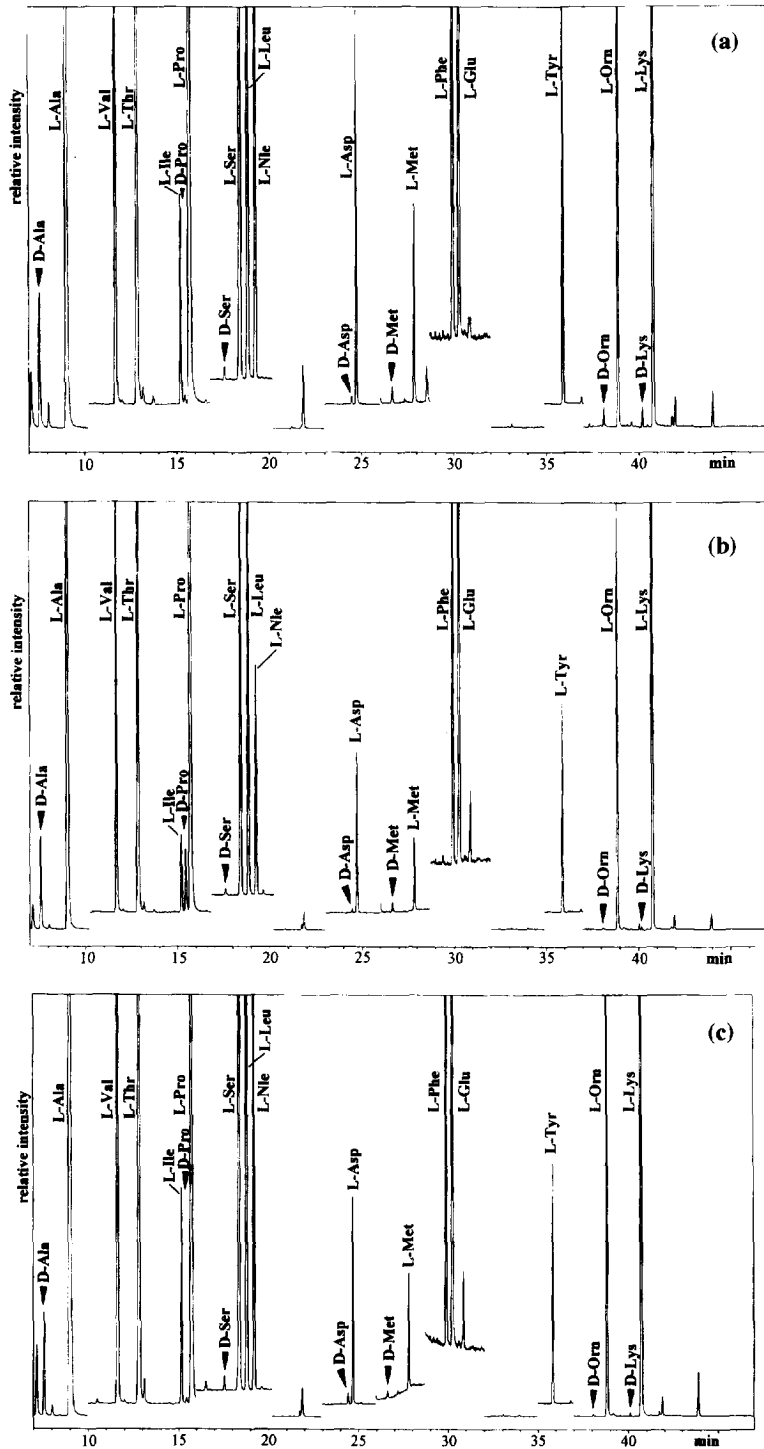 (a)
relative intensity
D-Ala
L-Ala
L-Val
L-Thr
L-Ile
D-Pro
L-Pro
D-Ser
L-Ser
L-Leu
L-Nle
D-Asp
L-Asp
D-Met
L-Met
L-Phe
L-Glu
L-Tyr
D-Orn
L-Orn
D-Lys
L-Lys
10 15 20 25 30 35 40 min
(b)
relative intensity
D-Ala
L-Ala
L-Val
L-Thr
L-Ile
D-Pro
L-Pro
D-Ser
L-Ser
L-Leu
L-Nle
D-Asp
L-Asp
D-Met
L-Met
L-Phe
L-Glu
L-Tyr
D-Orn
L-Orn
D-Lys
L-Lys
10 15 20 25 30 35 40 min
(c)
relative intensity
D-Ala
L-Ala
L-Val
L-Thr
L-Ile
D-Pro
L-Pro
D-Ser
L-Ser
L-Leu
L-Nle
D-Asp
L-Asp
D-Met
L-Met
L-Phe
L-Glu
L-Tyr
D-Orn
L-Orn
D-Lys
L-Lys
10 15 20 25 30 35 40 min